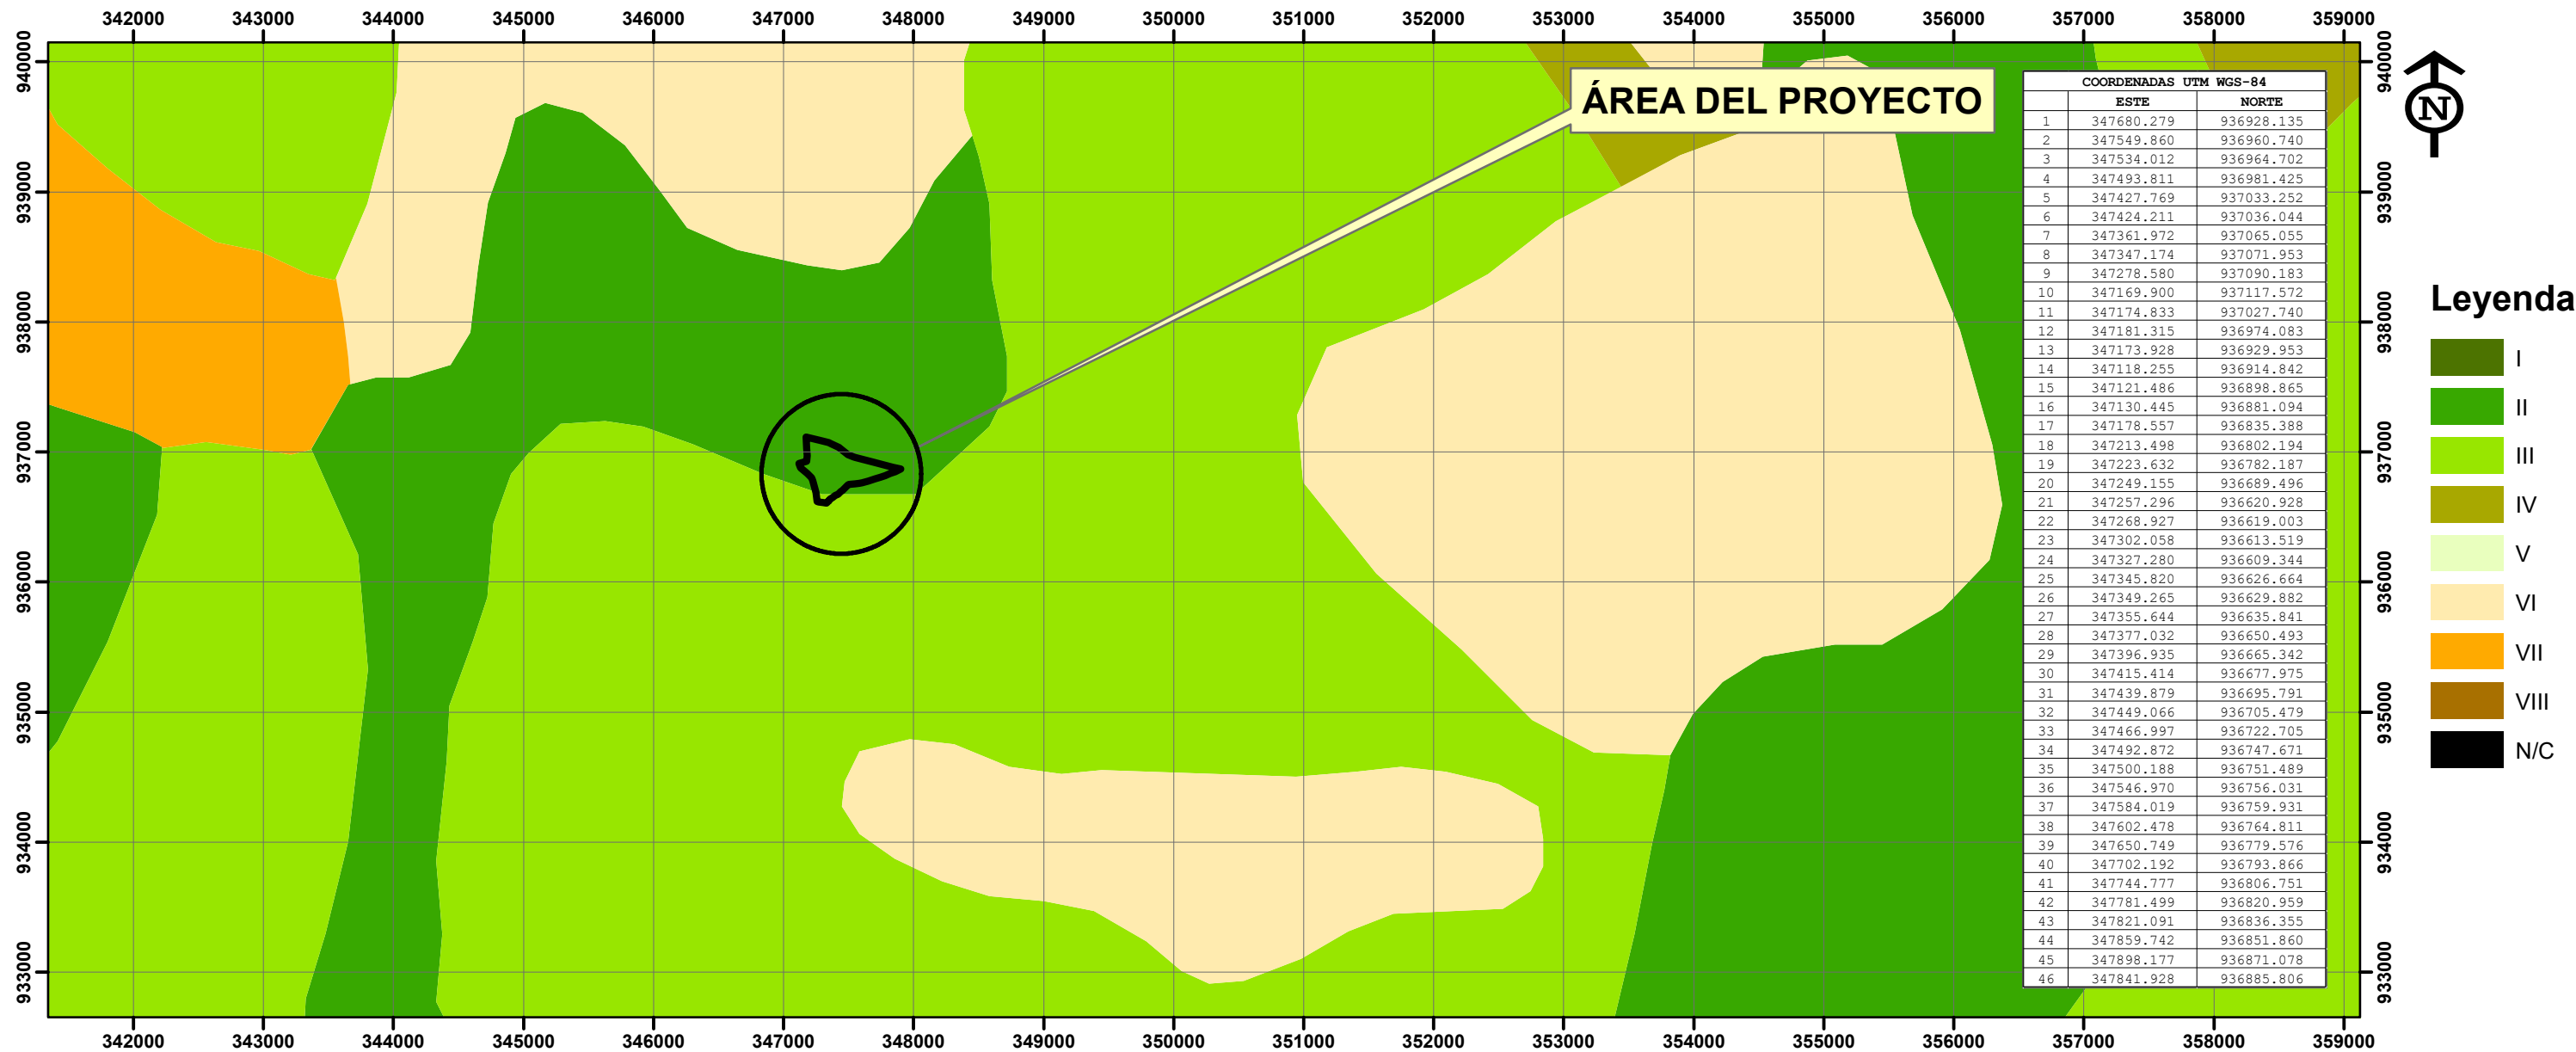 342000 343000 344000 345000 346000 347000 348000 349000 350000 351000 352000 353000 354000 355000 356000 357000 358000 359000
940000 940000
939000 939000
938000 938000
937000 937000
936000 936000
935000 935000
934000 934000
933000 933000
ÁREA DEL PROYECTO
COORDENADAS UTM WGS-84
ESTE NORTE
1 347680.279 936928.135
2 347549.860 936960.740
3 347534.012 936964.702
4 347493.811 936981.425
5 347427.769 937033.252
6 347424.211 937036.044
7 347361.972 937065.055
8 347347.174 937071.953
9 347278.580 937090.183
10 347169.900 937117.572
11 347174.833 937027.740
12 347181.315 936974.083
13 347173.928 936929.953
14 347118.255 936914.842
15 347121.486 936898.865
16 347130.445 936881.094
17 347178.557 936835.388
18 347213.498 936802.194
19 347223.632 936782.187
20 347249.155 936689.496
21 347257.296 936620.928
22 347268.927 936619.003
23 347302.058 936613.519
24 347327.280 936609.344
25 347345.820 936626.664
26 347349.265 936629.882
27 347355.644 936635.841
28 347377.032 936650.493
29 347396.935 936665.342
30 347415.414 936677.975
31 347439.879 936695.791
32 347449.066 936705.479
33 347466.997 936722.705
34 347492.872 936747.671
35 347500.188 936751.489
36 347546.970 936756.031
37 347584.019 936759.931
38 347602.478 936764.811
39 347650.749 936779.576
40 347702.192 936793.866
41 347744.777 936806.751
42 347781.499 936820.959
43 347821.091 936836.355
44 347859.742 936851.860
45 347898.177 936871.078
46 347841.928 936885.806
N
Leyenda
I
II
III
IV
V
VI
VII
VIII
N/C
342000 343000 344000 345000 346000 347000 348000 349000 350000 351000 352000 353000 354000 355000 356000 357000 358000 359000